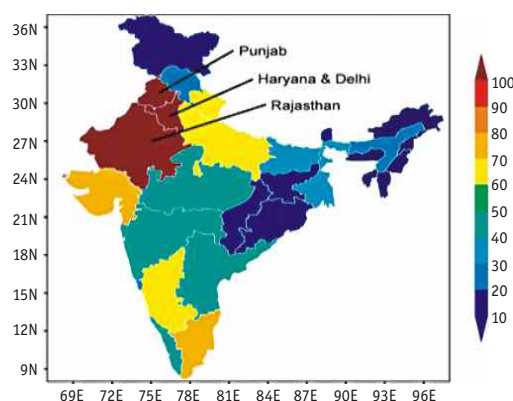 36N
33N
30N
27N
24N
21N
18N
15N
12N
9N
Punjab
Haryana & Delhi
Rajasthan
100
90
80
70
60
50
40
30
20
10
69E 72E 75E 78E 81E 84E 87E 90E 93E 96E